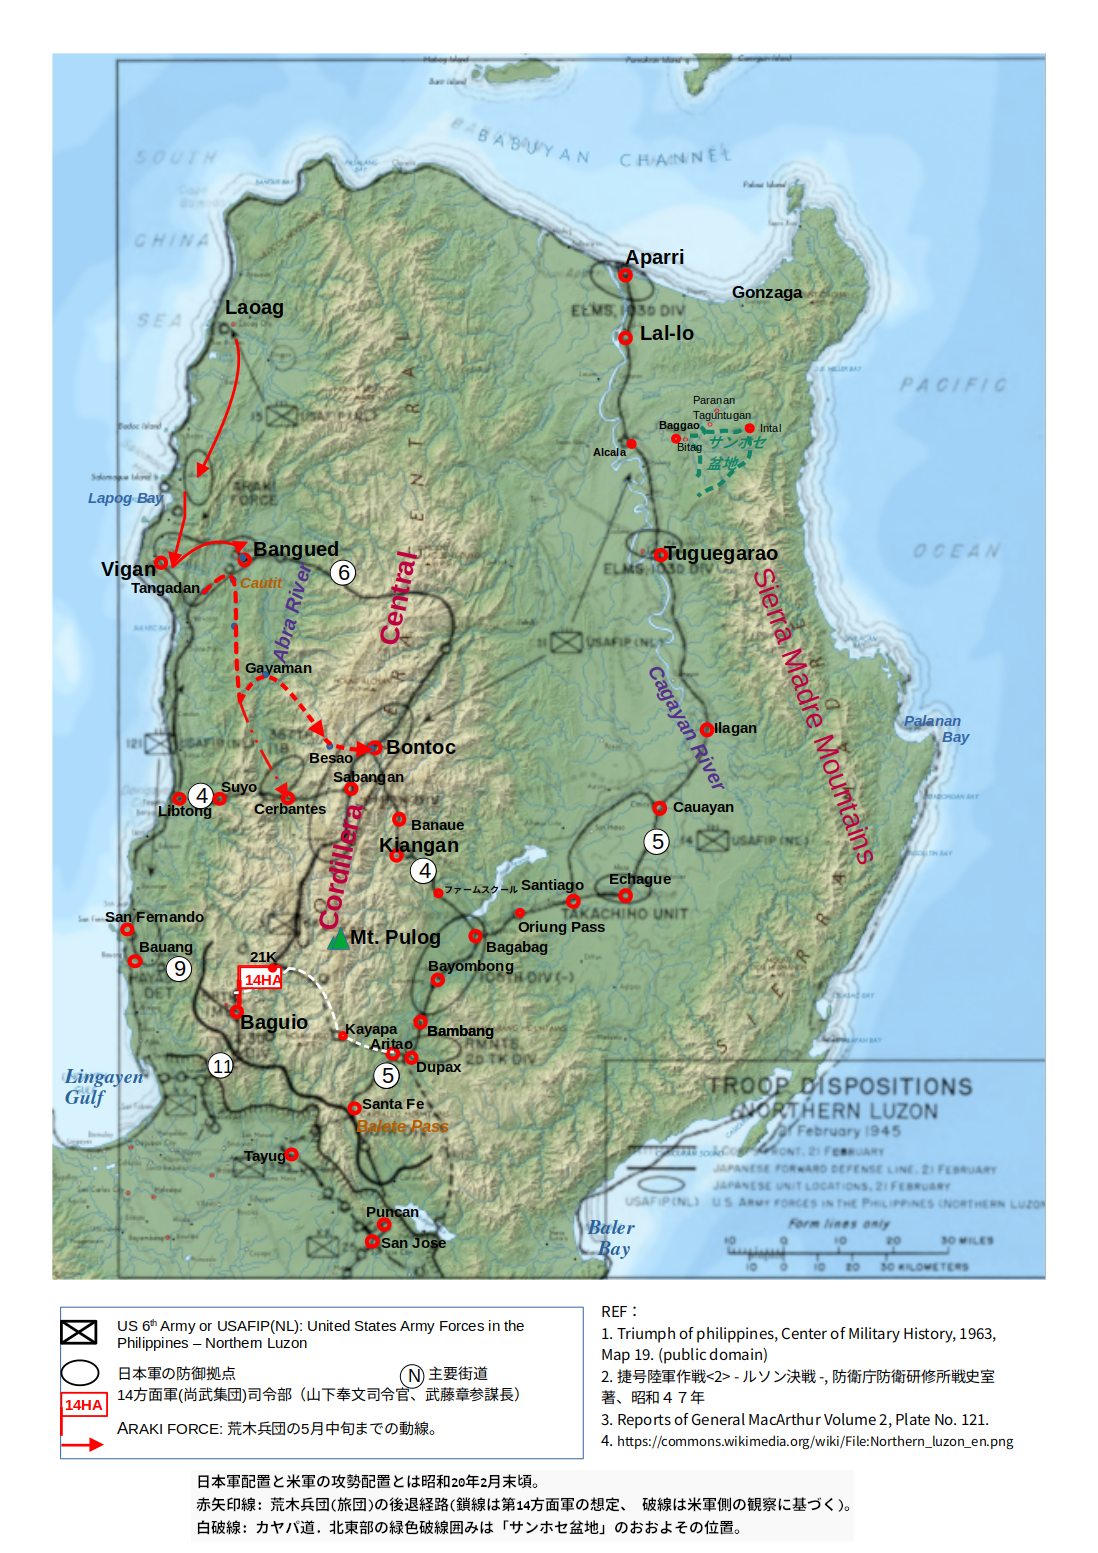 BABUYAN CHANNEL
SOUTH
CHINA
SEA
Aparri
Gonzaga
ELMS, 1030 DIV
Laoag
Lal-lo
PACIFIC
OCEAN
Paranan
Taguntugan
Baggao
Intal
Bitag
サンホセ
盆地
Alcala
USAFIP(NL)
ARAKI
FORCE
Lapog Bay
Bangued
Vigan
Tangadan
Cautit
6
Central
Abra River
Tuguegarao
ELMS, 1030 DIV
Sierra Madre Mountains
11
USAFIP(NL)
Gayaman
Cagayan River
Ilagan
Palanan
Bay
121
USAFIP(NL)
Bontoc
Besao
Sabangan
Suyo
4
Libtong
Cerbantes
Cauayan
Banaue
Kiangan
5
14
USAFIP(NL)
4
Cordillera
ファームスクール
Santiago
Echague
TAKACHIHO UNIT
San Fernando
Oriung Pass
Bauang
Mt. Pulog
Bagabag
9
21K
14HA
Bayombong
105TH DIV (-)
Baguio
Kayapa
Bambang
Aritao
Dupax
11
5
Lingayen
Gulf
Santa Fe
Balete Pass
Tayug
Puncan
San Jose
Baler
Bay
TROOP DISPOSITIONS
NORTHERN LUZON
21 February 1945
FRONT, 21 FEBRUARY
JAPANESE FORWARD DEFENSE LINE, 21 FEBRUARY
JAPANESE UNIT LOCATIONS, 21 FEBRUARY
USAFIP(NL) U.S. ARMY FORCES IN THE PHILIPPINES (NORTHERN LUZON
Form lines only
10 0 10 20 30 MILES
10 0 10 20 30 KILOMETERS
US 6th Army or USAFIP(NL): United States Army Forces in the
Philippines – Northern Luzon
日本軍の防御拠点
N 主要街道
14HA 14方面軍(尚武集団)司令部（山下奉文司令官、武藤章参謀長）
ARAKI FORCE: 荒木兵団の5月中旬までの動線。
REF：
1. Triumph of philippines, Center of Military History, 1963,
Map 19. (public domain)
2. 捷号陸軍作戦<2> - ルソン決戦 -, 防衛庁防衛研修所戦史室
著、昭和４７年
3. Reports of General MacArthur Volume 2, Plate No. 121.
4. https://commons.wikimedia.org/wiki/File:Northern_luzon_en.png
日本軍配置と米軍の攻勢配置とは昭和20年2月末頃。
赤矢印線: 荒木兵団(旅団)の後退経路(鎖線は第14方面軍の想定、 破線は米軍側の観察に基づく)。
白破線: カヤパ道. 北東部の緑色破線囲みは「サンホセ盆地」のおおよその位置。